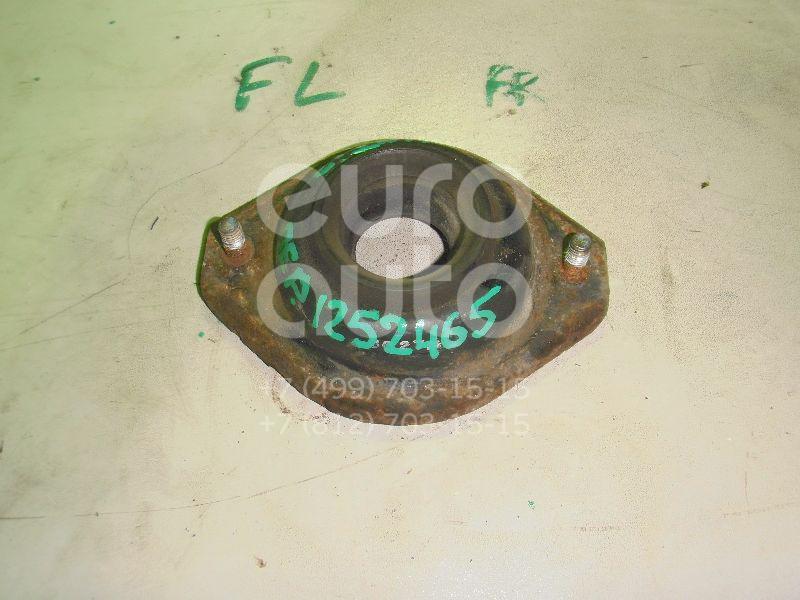 FL FR
euro
auto
1252465
+7 (499) 703-15-15
+7 (812) 703-15-15